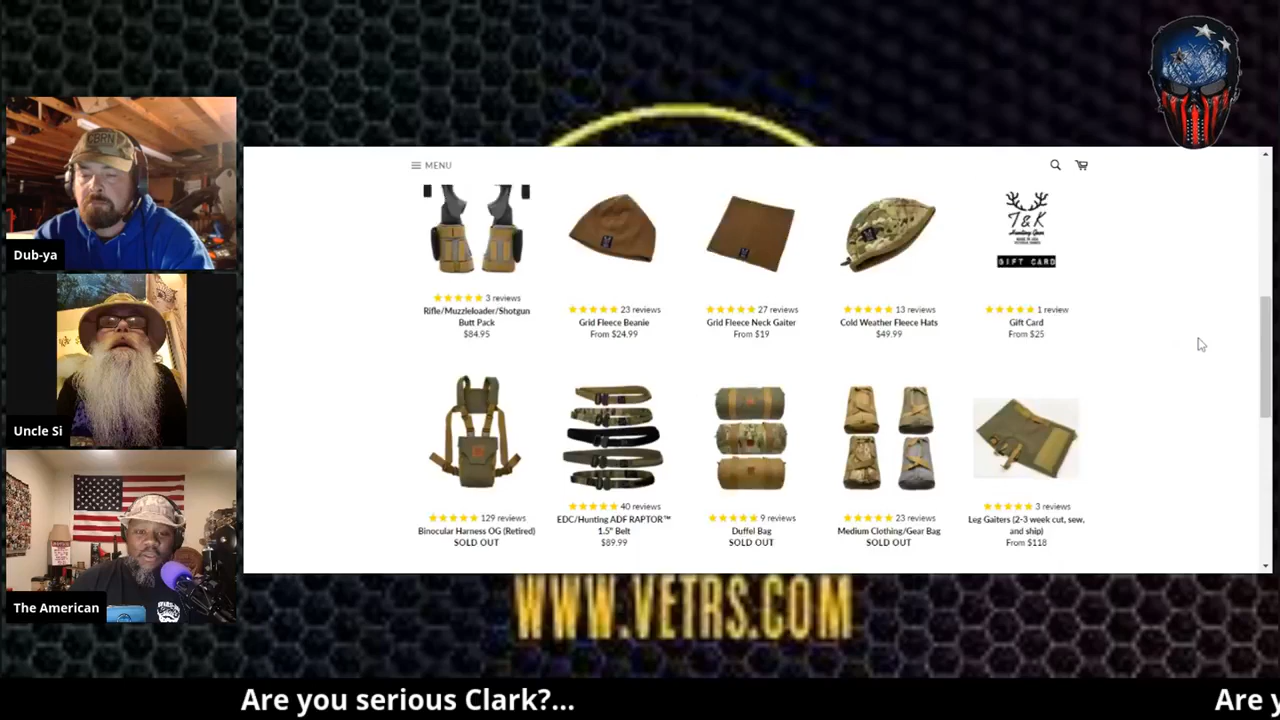 CBRN
Dub-ya
Uncle Si
The American
MENU
3 reviews
Rifle/Muzzleloader/Shotgun
Butt Pack
$84.95
23 reviews
Grid Fleece Beanie
From $24.99
27 reviews
Grid Fleece Neck Gaiter
From $19
13 reviews
Cold Weather Fleece Hats
$49.99
T&K
Hunting Gear
GIFT CARD
1 review
Gift Card
From $25
129 reviews
Binocular Harness OG (Retired)
SOLD OUT
40 reviews
EDC/Hunting ADF RAPTOR™
1.5" Belt
$89.99
9 reviews
Duffel Bag
SOLD OUT
23 reviews
Medium Clothing/Gear Bag
SOLD OUT
3 reviews
Leg Gaiters (2-3 week cut, sew,
and ship)
From $118
WWW.VETRS.COM
Are you serious Clark?... Are y